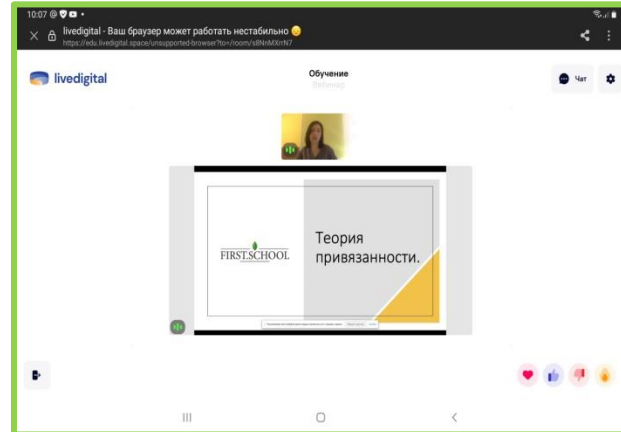 10:07
livedigital - Ваш браузер может работать нестабильно
https://edu.livedigital.space/unsupported-browser?to=/room/s8NnMXrrN7
livedigital
Обучение
Вебинар
Чат
FIRST.SCHOOL
Теория
привязанности.